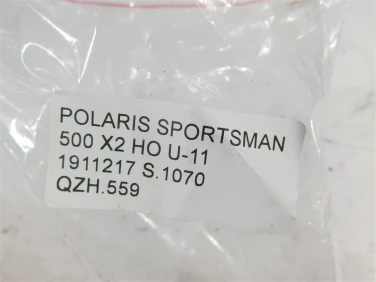 POLARIS SPORTSMAN
500 X2 HO U-11
1911217 S.1070
QZH.559